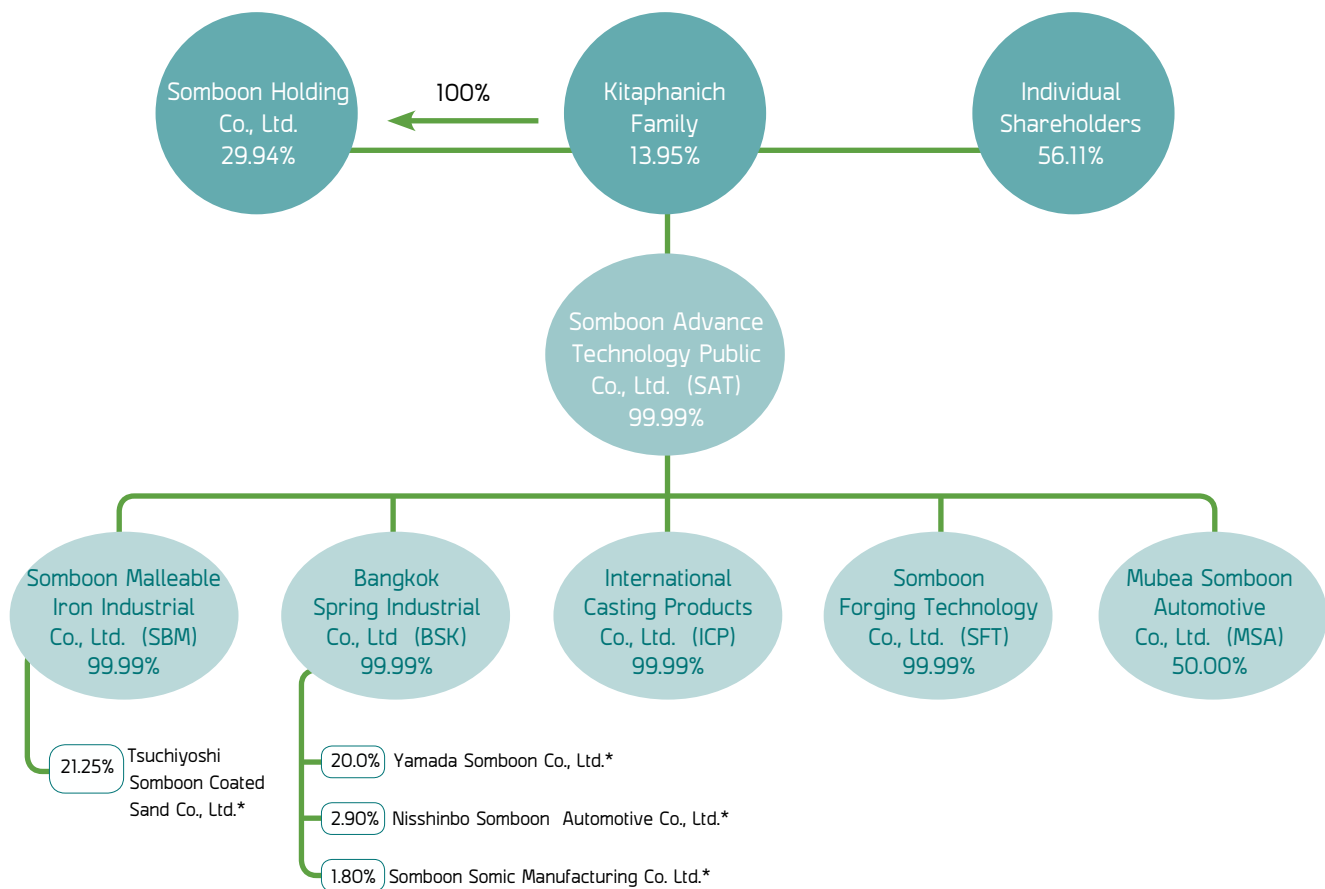 Somboon Holding
Co., Ltd.
29.94%
100%
Kitaphanich
Family
13.95%
Individual
Shareholders
56.11%
Somboon Advance
Technology Public
Co., Ltd. (SAT)
99.99%
Somboon Malleable
Iron Industrial
Co., Ltd. (SBM)
99.99%
Bangkok
Spring Industrial
Co., Ltd (BSK)
99.99%
International
Casting Products
Co., Ltd. (ICP)
99.99%
Somboon
Forging Technology
Co., Ltd. (SFT)
99.99%
Mubea Somboon
Automotive
Co., Ltd. (MSA)
50.00%
21.25%
Tsuchiyoshi
Somboon Coated
Sand Co., Ltd.*
20.0% Yamada Somboon Co., Ltd.*
2.90% Nisshinbo Somboon Automotive Co., Ltd.*
1.80% Somboon Somic Manufacturing Co. Ltd.*